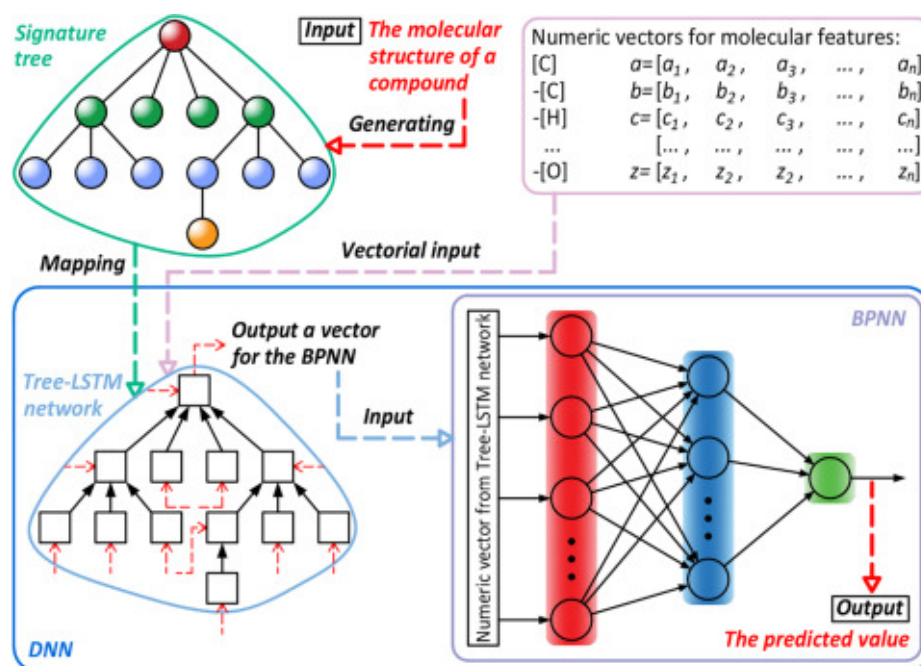 Signature
tree
Input
The molecular
structure of a
compound
Generating
Numeric vectors for molecular features:
[C] a=[a1, a2, a3, ..., an]
-[C] b=[b1, b2, b3, ..., bn]
-[H] c=[c1, c2, c3, ..., cn]
... [..., ..., ..., ..., ...]
-[O] z=[z1, z2, z2, ..., zn]
Mapping
Vectorial input
Output a vector
for the BPNN
Tree-LSTM
network
Input
BPNN
Numeric vector from Tree-LSTM network
Output
The predicted value
DNN